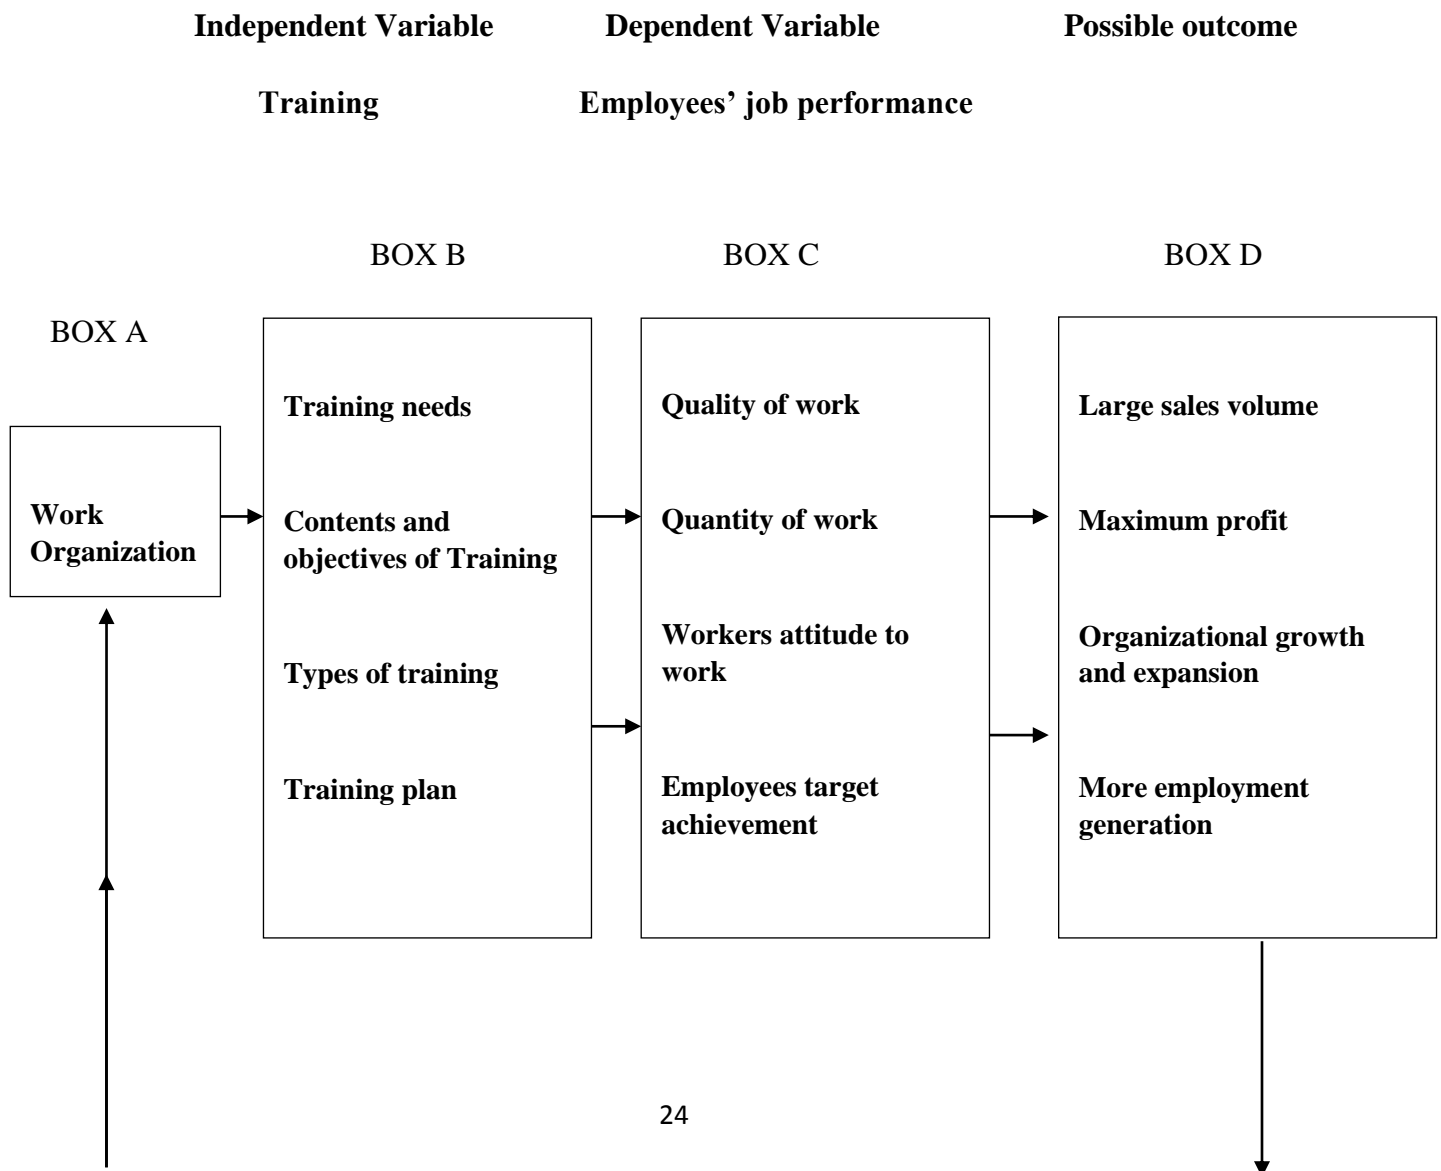 Independent Variable
Dependent Variable
Possible outcome
Training
Employees’ job performance
BOX A
Work
Organization
BOX B
Training needs
Contents and
objectives of Training
Types of training
Training plan
BOX C
Quality of work
Quantity of work
Workers attitude to
work
Employees target
achievement
BOX D
Large sales volume
Maximum profit
Organizational growth
and expansion
More employment
generation
24